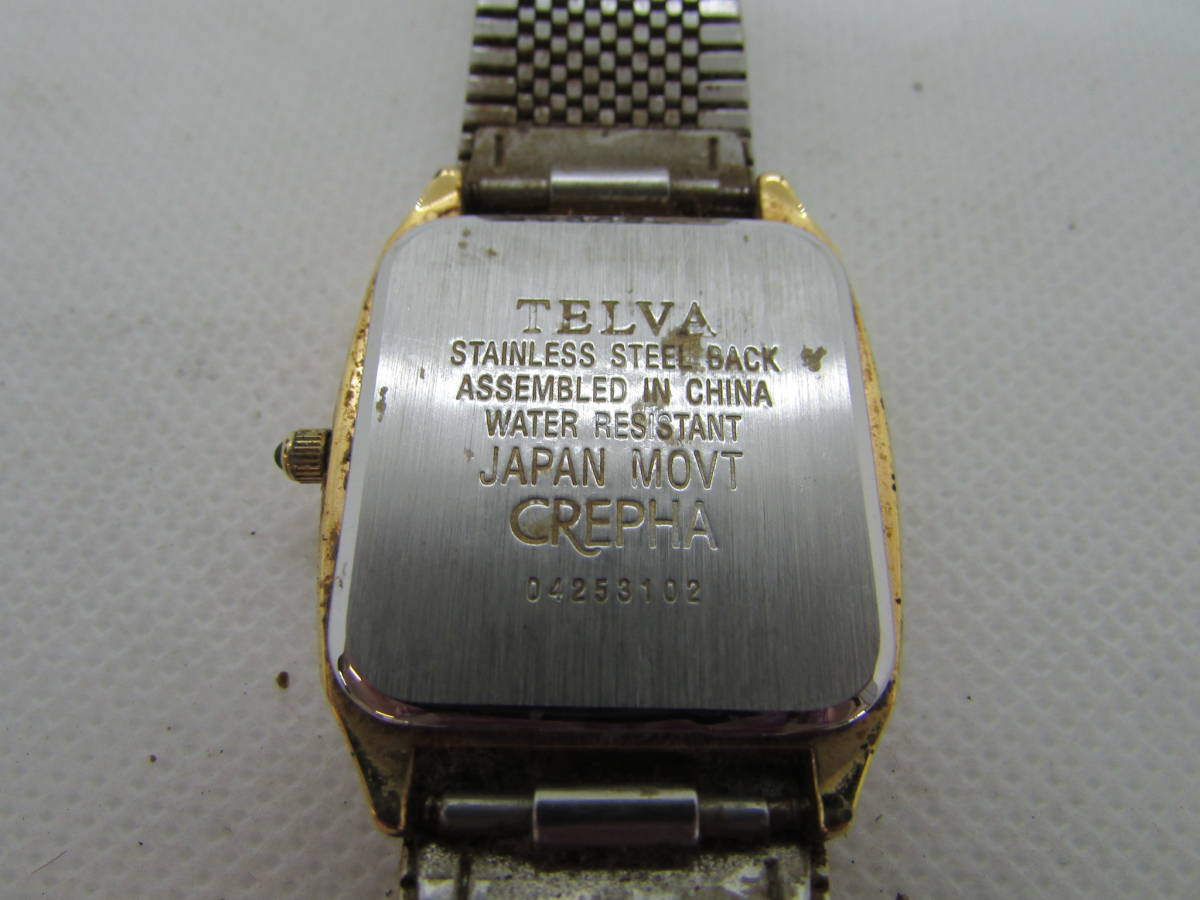 TELVA
STAINLESS STEEL BACK
ASSEMBLED IN CHINA
WATER RESISTANT
JAPAN MOVT
CREPHA
04253102